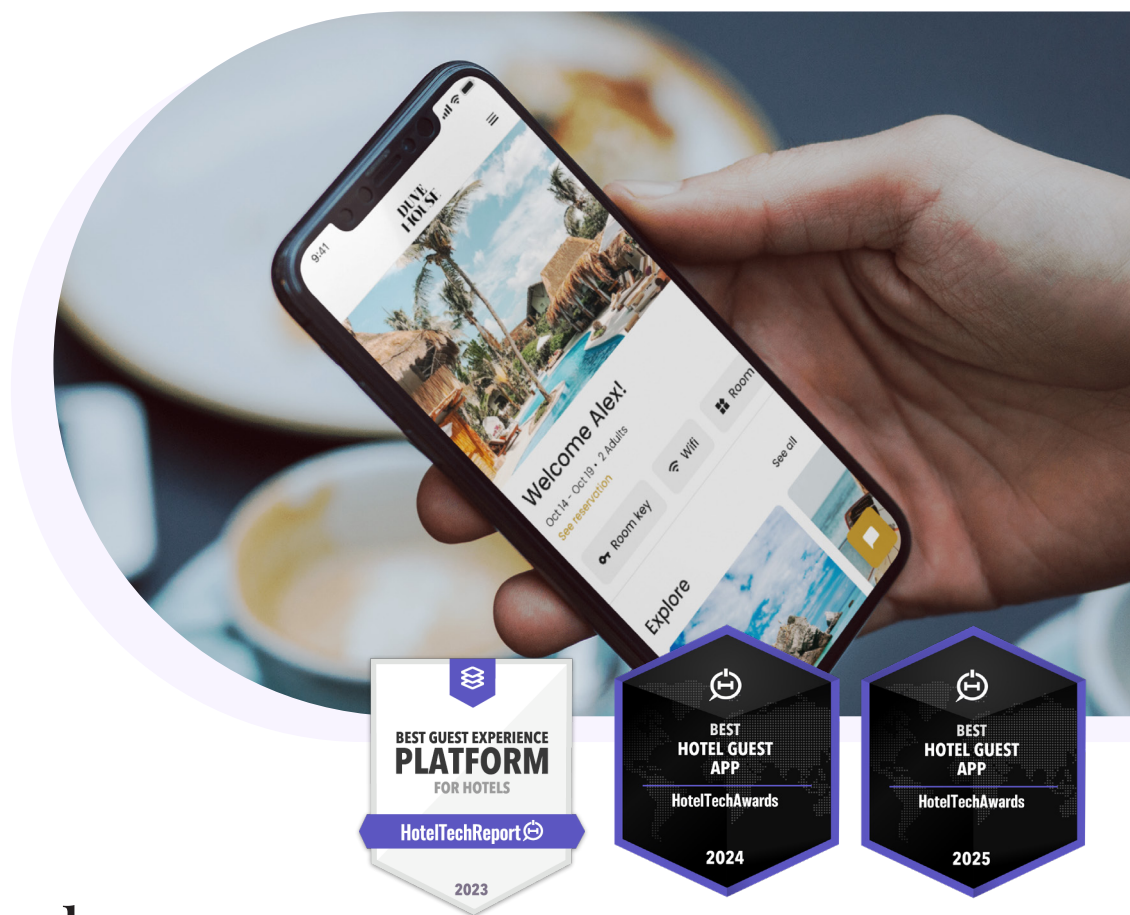 9:41
DUVE
HOUSE
Welcome Alex!
Oct 14 - Oct 19 • 2 Adults
See reservation
Room key
Wifi
Room
See all
Explore
BEST GUEST EXPERIENCE
PLATFORM
FOR HOTELS
HotelTechReport
2023
BEST
HOTEL GUEST
APP
HotelTechAwards
2024
BEST
HOTEL GUEST
APP
HotelTechAwards
2025